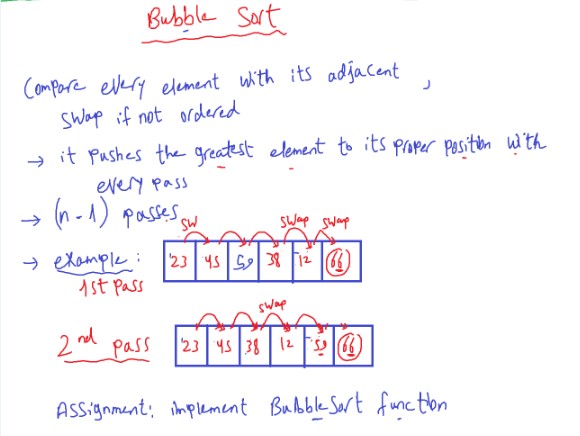 Bubble Sort
Compare every element with its adjacent,
swap if not ordered
→ it pushes the greatest element to its proper position with
every pass
→ (n-1) passes
sw swap swap
→ example: 23 45 50 38 12 66
1st pass
swap
2nd pass 23 45 38 12 50 66
Assignment: implement BubbleSort function